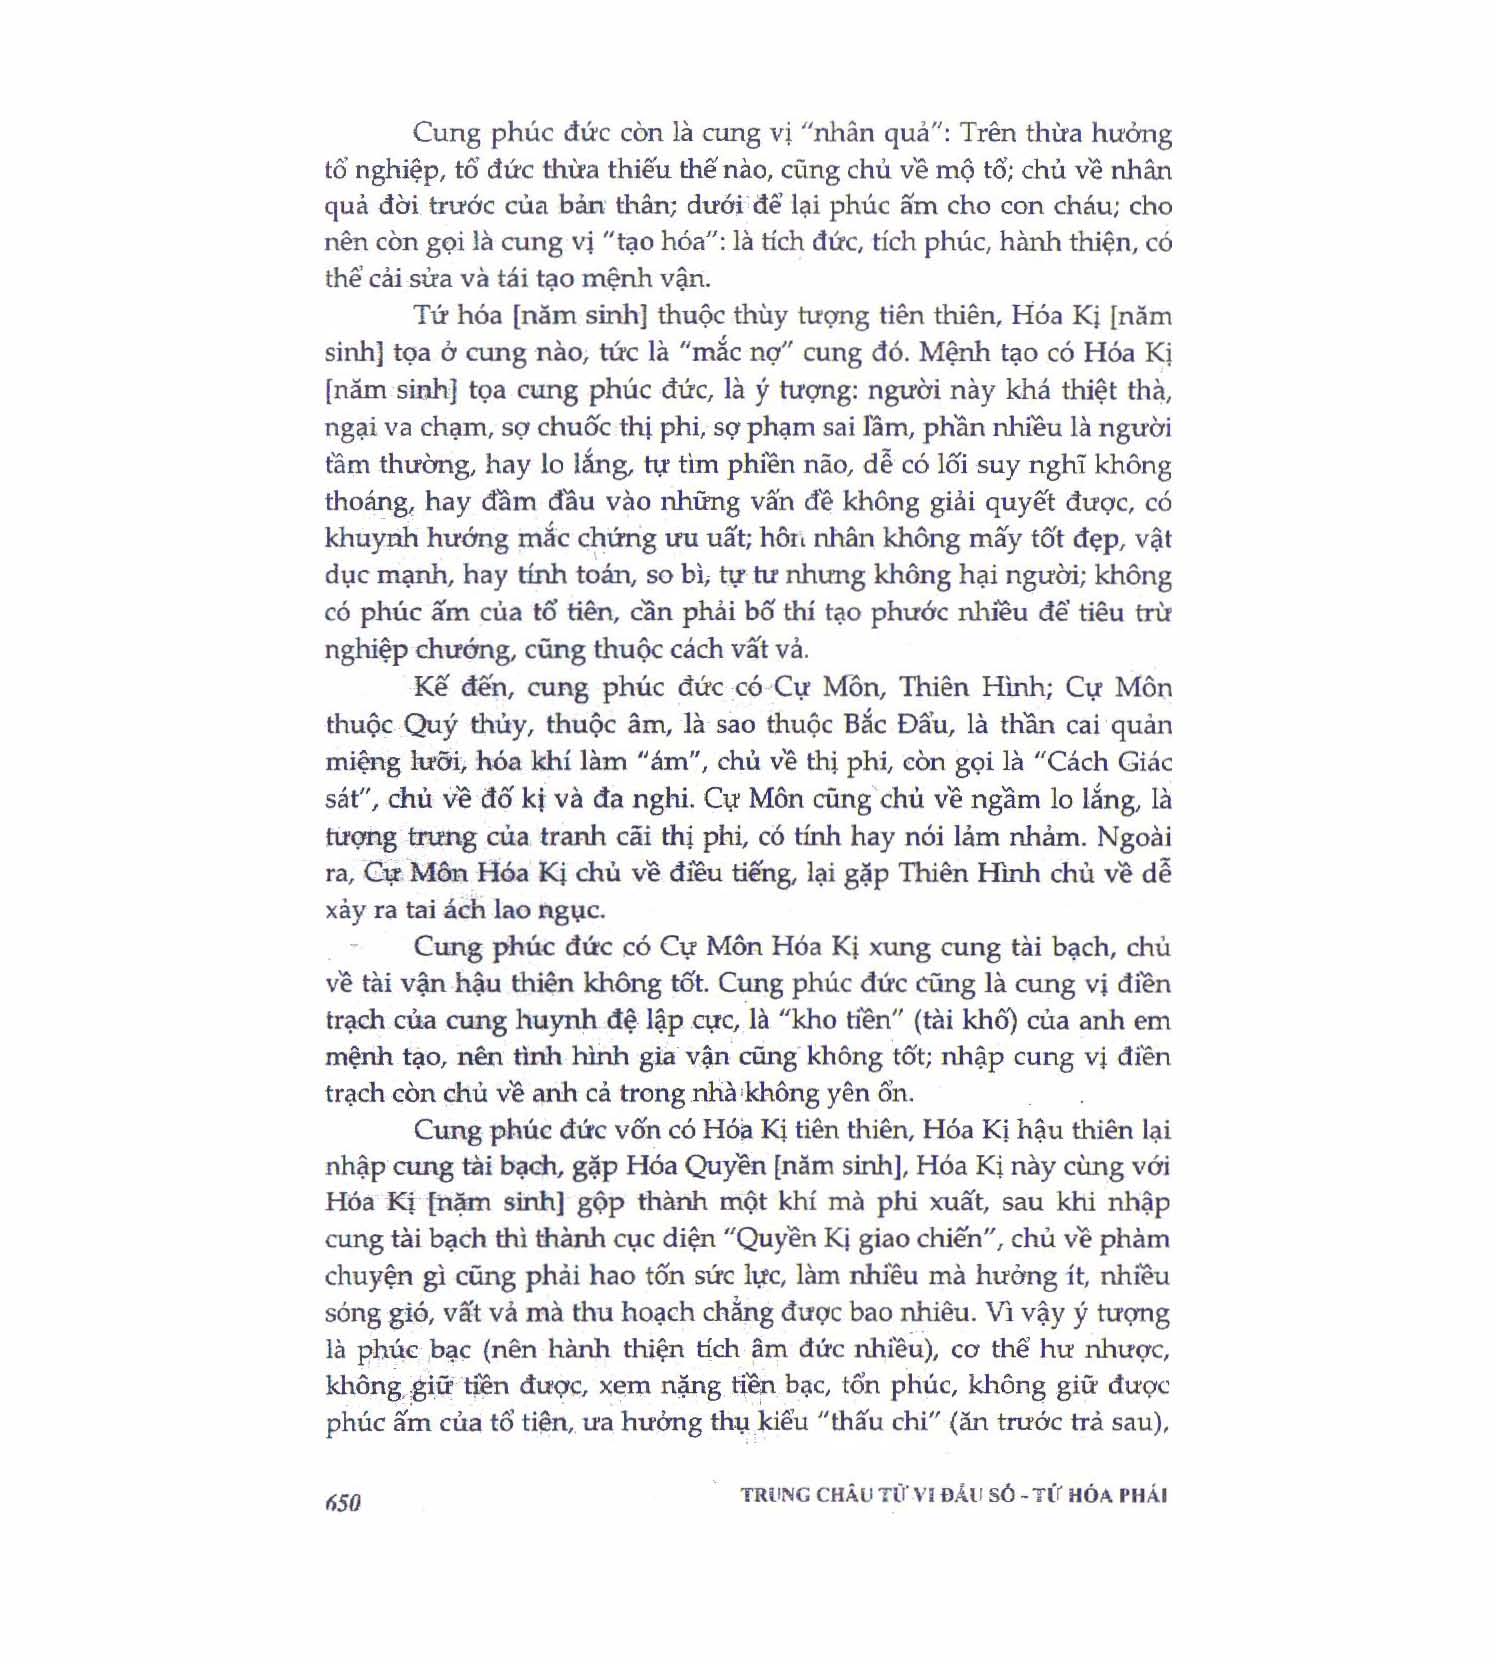 Cung phúc đức còn là cung vị "nhân quả": Trên thừa hưởng
tổ nghiệp, tổ đức thừa thiếu thế nào, cũng chủ về mộ tổ; chủ về nhân
quả đời trước của bản thân; dưới để lại phúc ấm cho con cháu; cho
nên còn gọi là cung vị "tạo hóa": là tích đức, tích phúc, hành thiện, có
thể cải sửa và tái tạo mệnh vận.
Tứ hóa [năm sinh] thuộc thùy tượng tiên thiên, Hóa Kị [năm
sinh] tọa ở cung nào, tức là "mắc nợ" cung đó. Mệnh tạo có Hóa Kị
[năm sinh] tọa cung phúc đức, là ý tượng: người này khá thiệt thà,
ngại va chạm, sợ chuốc thị phi, sợ phạm sai lầm, phần nhiều là người
tầm thường, hay lo lắng, tự tìm phiền não, dễ có lối suy nghĩ không
thoáng, hay đầm đầu vào những vấn đề không giải quyết được, có
khuynh hướng mắc chứng ưu uất; hôn nhân không mấy tốt đẹp, vật
dục mạnh, hay tính toán, so bì, tự tư nhưng không hại người; không
có phúc ấm của tổ tiên, cần phải bố thí tạo phước nhiều để tiêu trừ
nghiệp chướng, cũng thuộc cách vất vả.
Kế đến, cung phúc đức có Cự Môn, Thiên Hình; Cự Môn
thuộc Quý thủy, thuộc âm, là sao thuộc Bắc Đẩu, là thần cai quản
miệng lưỡi, hóa khí làm "ám", chủ về thị phi, còn gọi là "Cách Giác
sát", chủ về đố kị và đa nghi. Cự Môn cũng chủ về ngầm lo lắng, là
tượng trưng của tranh cãi thị phi, có tính hay nói lảm nhảm. Ngoài
ra, Cự Môn Hóa Kị chủ về điều tiếng, lại gặp Thiên Hình chủ về dễ
xảy ra tai ách lao ngục.
Cung phúc đức có Cự Môn Hóa Kị xung cung tài bạch, chủ
về tài vận hậu thiên không tốt. Cung phúc đức cũng là cung vị điền
trạch của cung huynh đệ lập cực, là "kho tiền" (tài khố) của anh em
mệnh tạo, nên tình hình gia vận cũng không tốt; nhập cung vị điền
trạch còn chủ về anh cả trong nhà không yên ổn.
Cung phúc đức vốn có Hóa Kị tiên thiên, Hóa Kị hậu thiên lại
nhập cung tài bạch, gặp Hóa Quyền [năm sinh], Hóa Kị này cùng với
Hóa Kị [năm sinh] gộp thành một khí mà phi xuất, sau khi nhập
cung tài bạch thì thành cục diện "Quyền Kị giao chiến", chủ về phàm
chuyện gì cũng phải hao tốn sức lực, làm nhiều mà hưởng ít, nhiều
sóng gió, vất vả mà thu hoạch chẳng được bao nhiêu. Vì vậy ý tượng
là phúc bạc (nên hành thiện tích âm đức nhiều), cơ thể hư nhược,
không giữ tiền được, xem nặng tiền bạc, tổn phúc, không giữ được
phúc ấm của tổ tiên, ưa hưởng thụ kiểu "thấu chi" (ăn trước trả sau),
650
TRUNG CHÂU TỬ VI ĐẨU SỐ - TỨ HÓA PHÁI